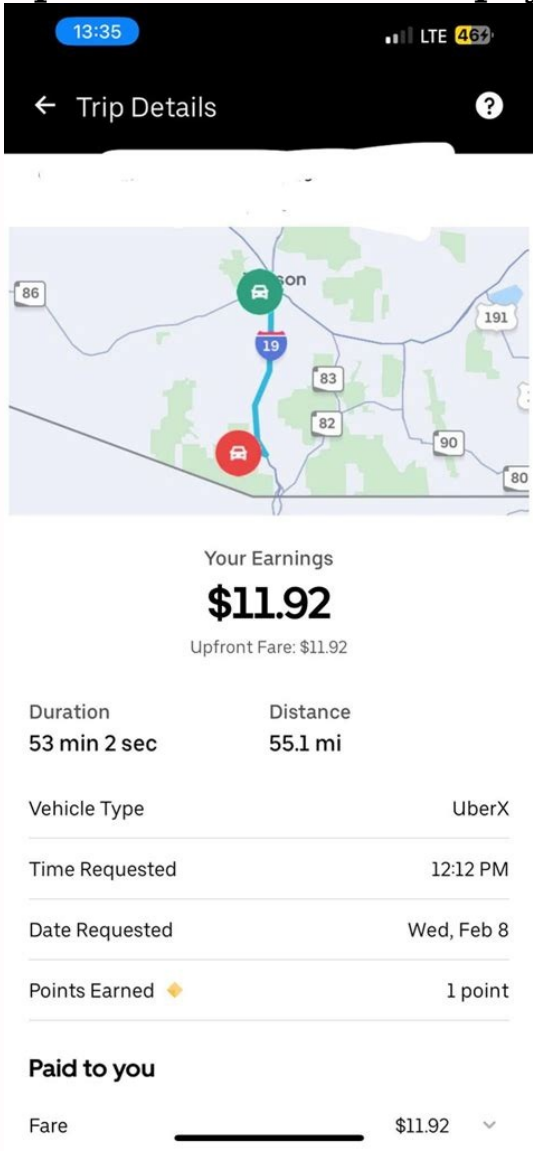 13:35 LTE 46
Trip Details ?
86
son
191
19
83
82
90
80
Your Earnings
$11.92
Upfront Fare: $11.92
Duration Distance
53 min 2 sec 55.1 mi
Vehicle Type UberX
Time Requested 12:12 PM
Date Requested Wed, Feb 8
Points Earned 1 point
Paid to you
Fare $11.92